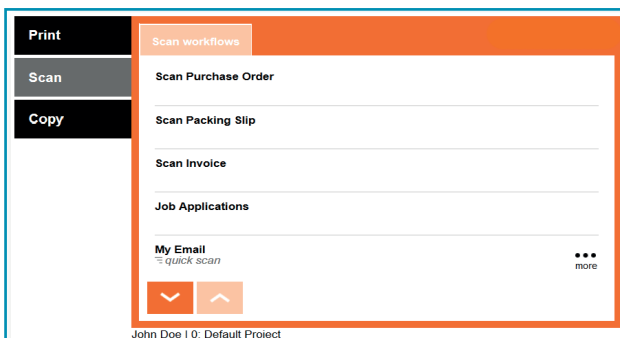 Print
Scan workflows
Scan
Scan Purchase Order
Copy
Scan Packing Slip
Scan Invoice
Job Applications
My Email
quick scan
more
John Doe | 0: Default Project